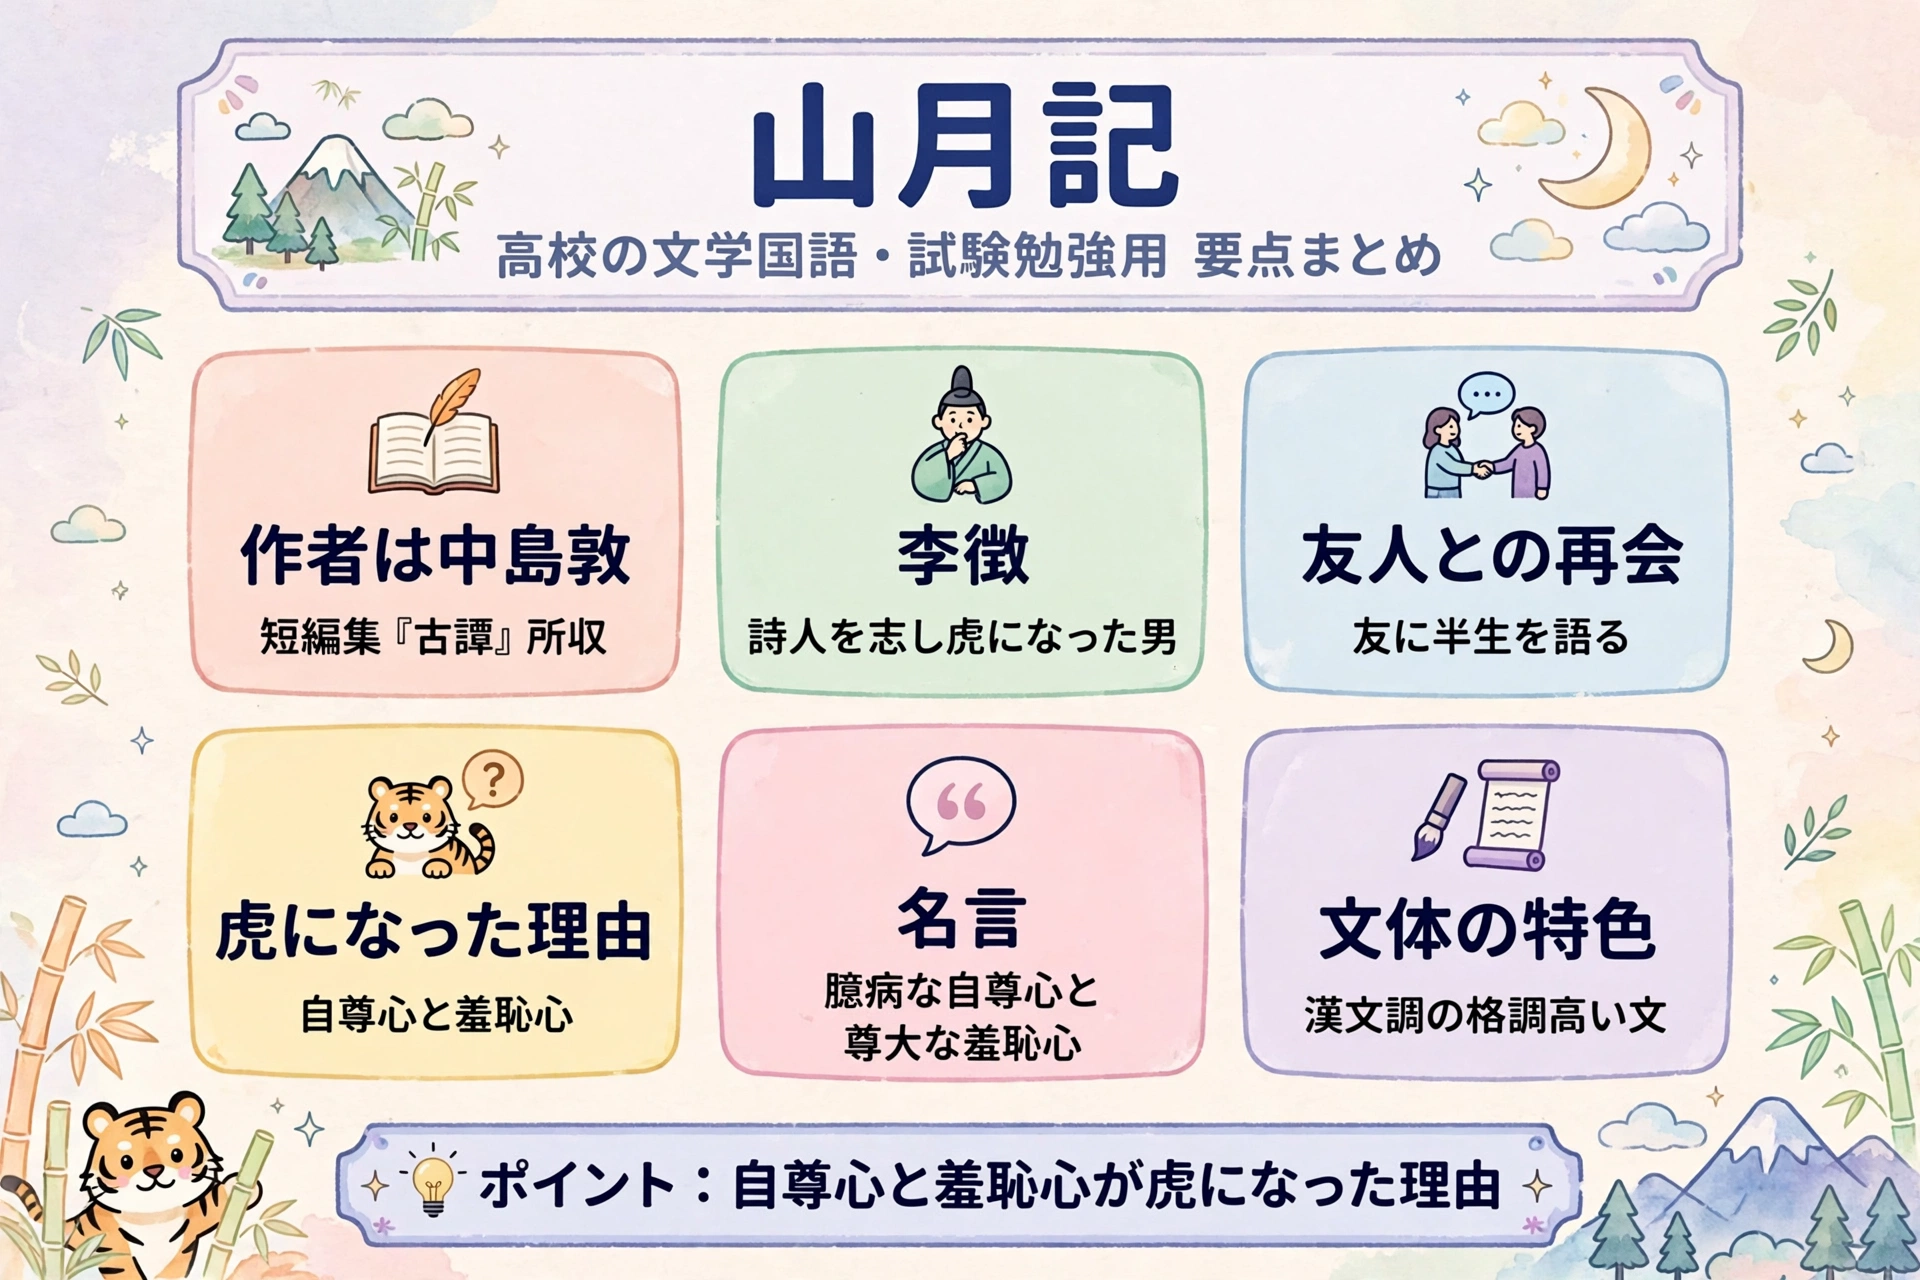 山月記
高校の文学国語・試験勉強用 要点まとめ
作者は中島敦
短編集『古譚』所収
李徴
詩人を志し虎になった男
友人との再会
友に半生を語る
虎になった理由
自尊心と羞恥心
名言
臆病な自尊心と
尊大な羞恥心
文体の特色
漢文調の格調高い文
ポイント：自尊心と羞恥心が虎になった理由